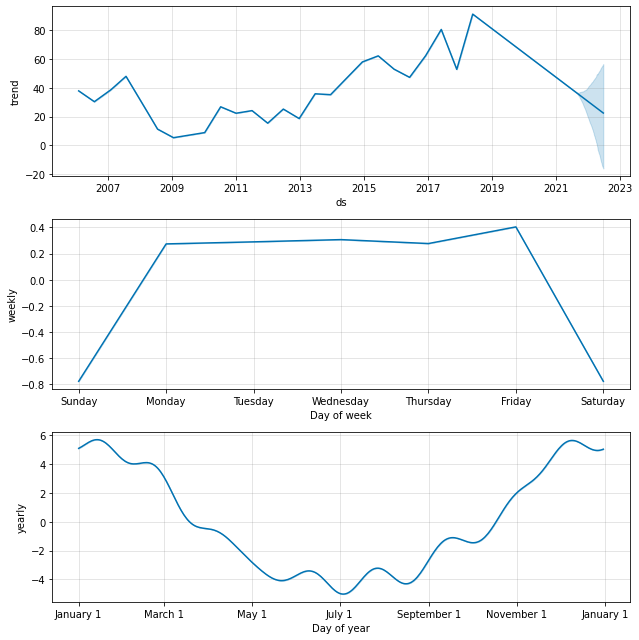 80
60
40
20
0
−20
trend
2007 2009 2011 2013 2015 2017 2019 2021 2023
ds
0.4
0.2
0.0
−0.2
−0.4
−0.6
−0.8
weekly
Sunday Monday Tuesday Wednesday Thursday Friday Saturday
Day of week
6
4
2
0
−2
−4
yearly
January 1 March 1 May 1 July 1 September 1 November 1 January 1
Day of year